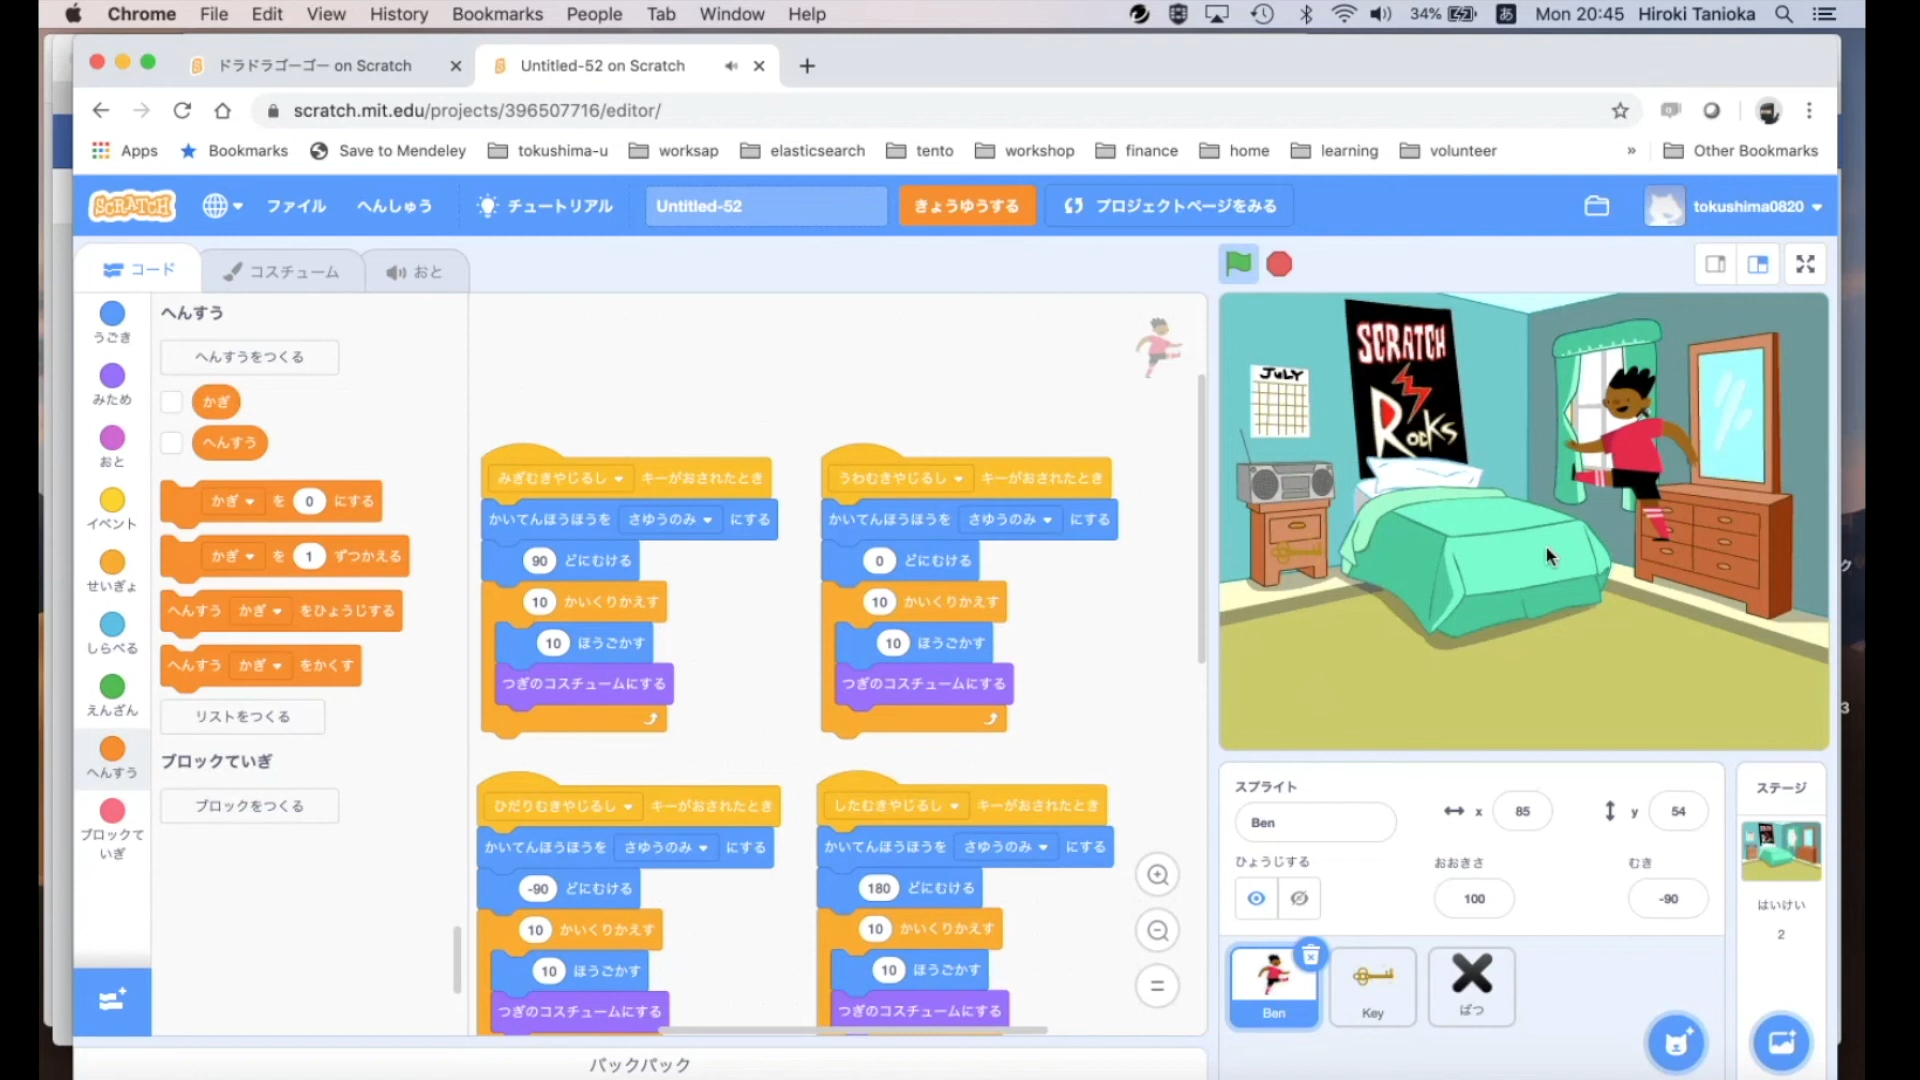 Chrome File Edit View History Bookmarks People Tab Window Help 34% あ Mon 20:45 Hiroki Tanioka
ドラドラゴーゴー on Scratch Untitled-52 on Scratch
scratch.mit.edu/projects/396507716/editor/
Apps Bookmarks Save to Mendeley tokushima-u worksap elasticsearch tento workshop finance home learning volunteer » Other Bookmarks
SCRATCH ファイル へんしゅう チュートリアル Untitled-52 きょうゆうする プロジェクトページをみる tokushima0820
コード コスチューム おと
うごき
みため
おと
イベント
せいぎょ
しらべる
えんざん
へんすう
ブロックて
いぎ
へんすう
へんすうをつくる
かぎ
へんすう
かぎ を 0 にする
かぎ を 1 ずつかえる
へんすう かぎ をひょうじする
へんすう かぎ をかくす
リストをつくる
ブロックていぎ
ブロックをつくる
みぎむきやじるし キーがおされたとき
かいてんほうほうを さゆうのみ にする
90 どにむける
10 かいくりかえす
10 ほうごかす
つぎのコスチュームにする
うわむきやじるし キーがおされたとき
かいてんほうほうを さゆうのみ にする
0 どにむける
10 かいくりかえす
10 ほうごかす
つぎのコスチュームにする
ひだりむきやじるし キーがおされたとき
かいてんほうほうを さゆうのみ にする
-90 どにむける
10 かいくりかえす
10 ほうごかす
つぎのコスチュームにする
したむきやじるし キーがおされたとき
かいてんほうほうを さゆうのみ にする
180 どにむける
10 かいくりかえす
10 ほうごかす
つぎのコスチュームにする
バックパック
JULY
SCRATCH
Rocks
スプライト
Ben x 85 y 54
ひょうじする おおきさ むき
100 -90
Ben Key ばつ
ステージ
はいけい
2